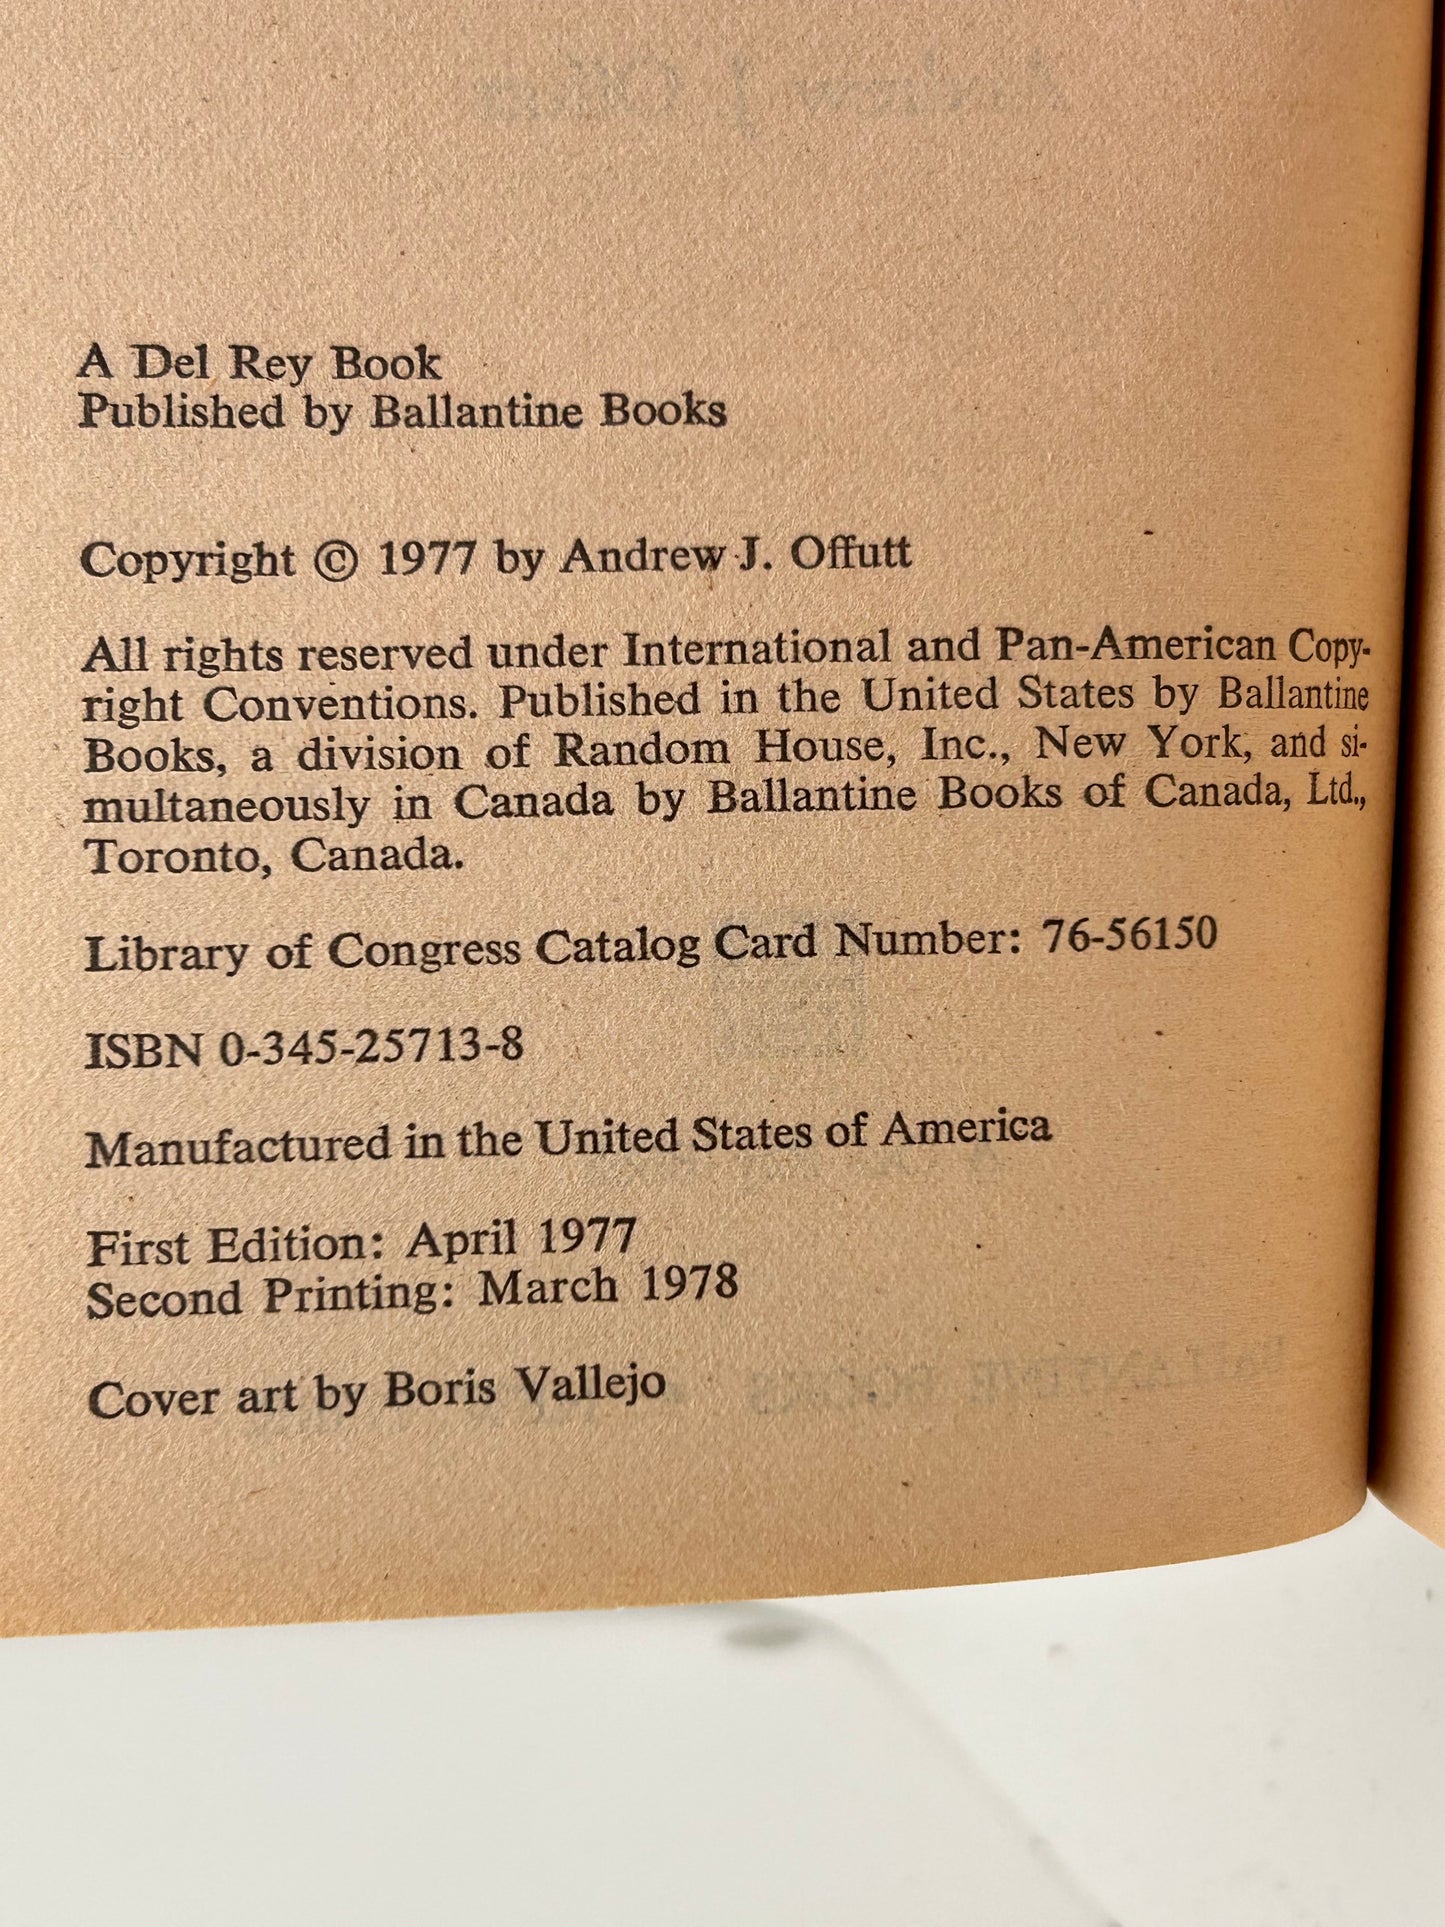 A Del Rey Book
Published by Ballantine Books
Copyright © 1977 by Andrew J. Offutt
All rights reserved under International and Pan-American Copy-
right Conventions. Published in the United States by Ballantine
Books, a division of Random House, Inc., New York, and si-
multaneously in Canada by Ballantine Books of Canada, Ltd.,
Toronto, Canada.
Library of Congress Catalog Card Number: 76-56150
ISBN 0-345-25713-8
Manufactured in the United States of America
First Edition: April 1977
Second Printing: March 1978
Cover art by Boris Vallejo